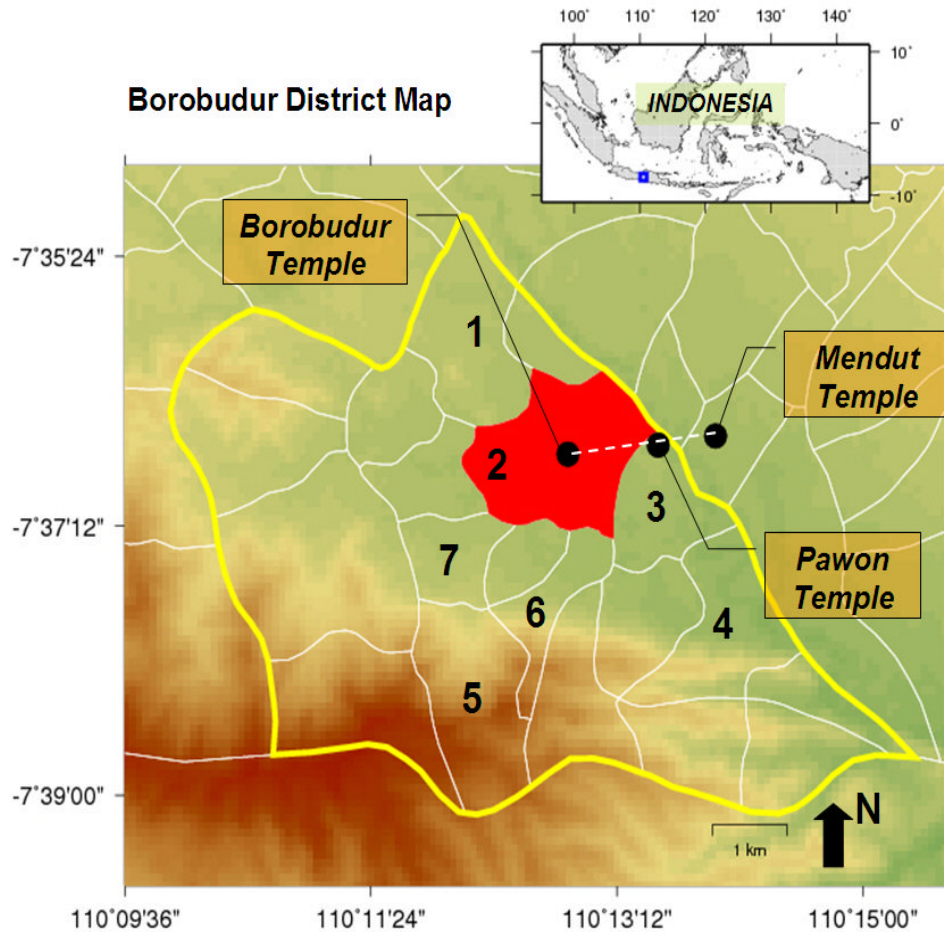 100˚ 110˚ 120˚ 130˚ 140˚
10˚
INDONESIA
0˚
-10˚
Borobudur District Map
Borobudur
Temple
-7˚35'24"
1
Mendut
Temple
2
3
-7˚37'12"
Pawon
Temple
7
6
4
5
-7˚39'00"
N
1 km
110˚09'36" 110˚11'24" 110˚13'12" 110˚15'00"